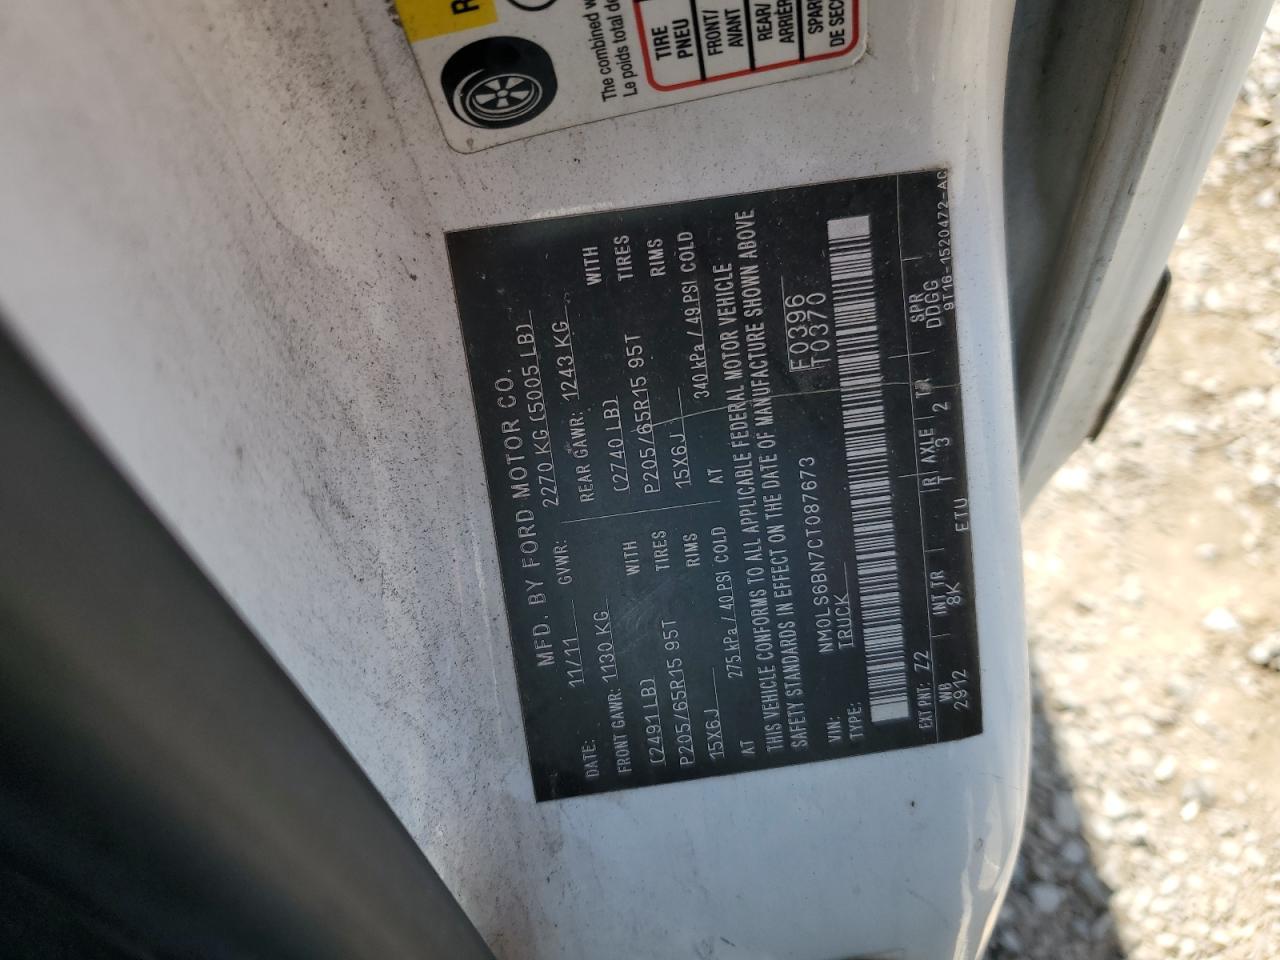 The combined w
Le poids total de
TIRE
PNEU
FRONT/
AVANT
REAR/
ARRIÈR
SPAR
DE SEC
MFD. BY FORD MOTOR CO.
DATE: 11/11 GVWR: 2270 KG (5005 LB)
FRONT GAWR: 1130 KG REAR GAWR: 1243 KG
(2491 LB) WITH (2740 LB) WITH
P205/65R15 95T TIRES P205/65R15 95T TIRES
15X6J RIMS 15X6J RIMS
AT 275 kPa / 40 PSI COLD AT 340 kPa / 49 PSI COLD
THIS VEHICLE CONFORMS TO ALL APPLICABLE FEDERAL MOTOR VEHICLE
SAFETY STANDARDS IN EFFECT ON THE DATE OF MANUFACTURE SHOWN ABOVE
VIN: NM0LS6BN7CT087673 F0396
TYPE: TRUCK T0370
EXT PNT: Z2
WB INT TR R AXLE TR SPR
2912 8K T 3 2 DDGG
ETU 9T16-1520472-AC